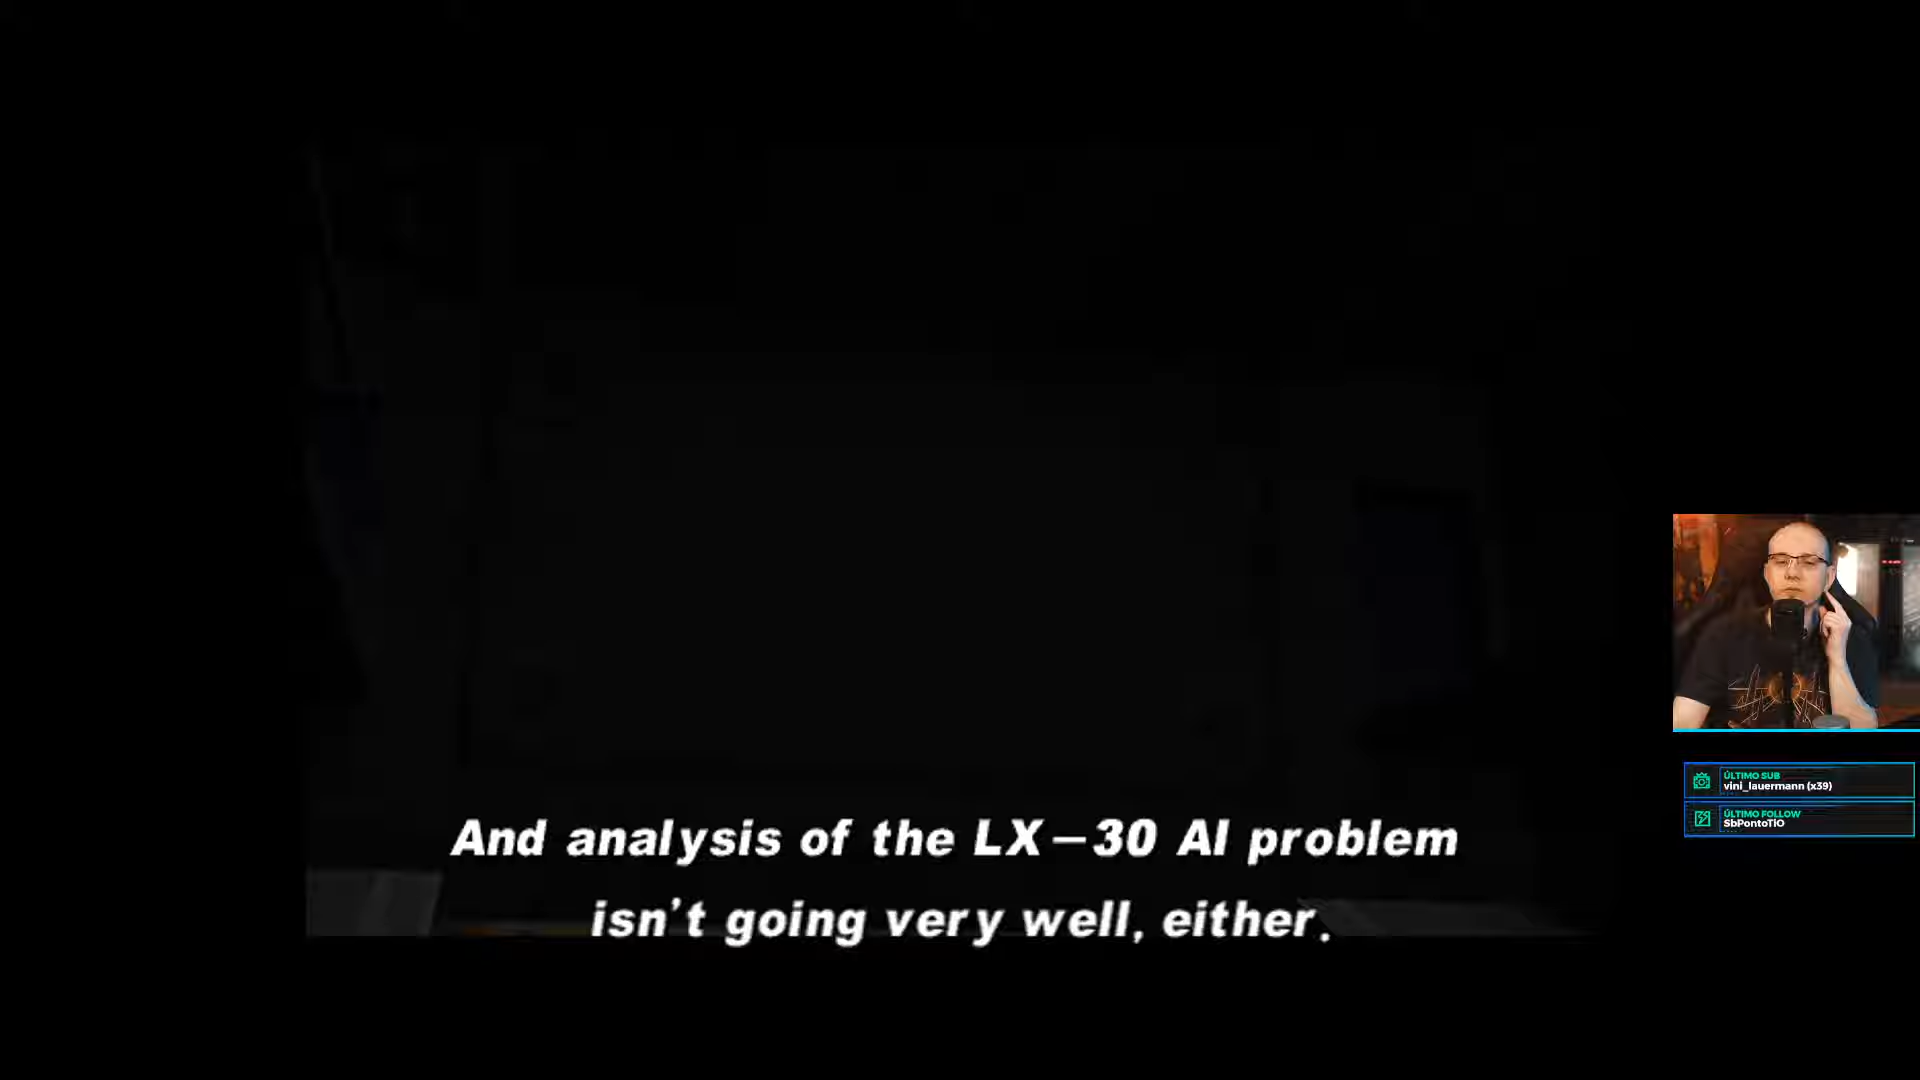 And analysis of the LX-30 AI problem
isn't going very well, either.
ÚLTIMO SUB
vini_lauermann (x39)
ÚLTIMO FOLLOW
SbPontoTIO